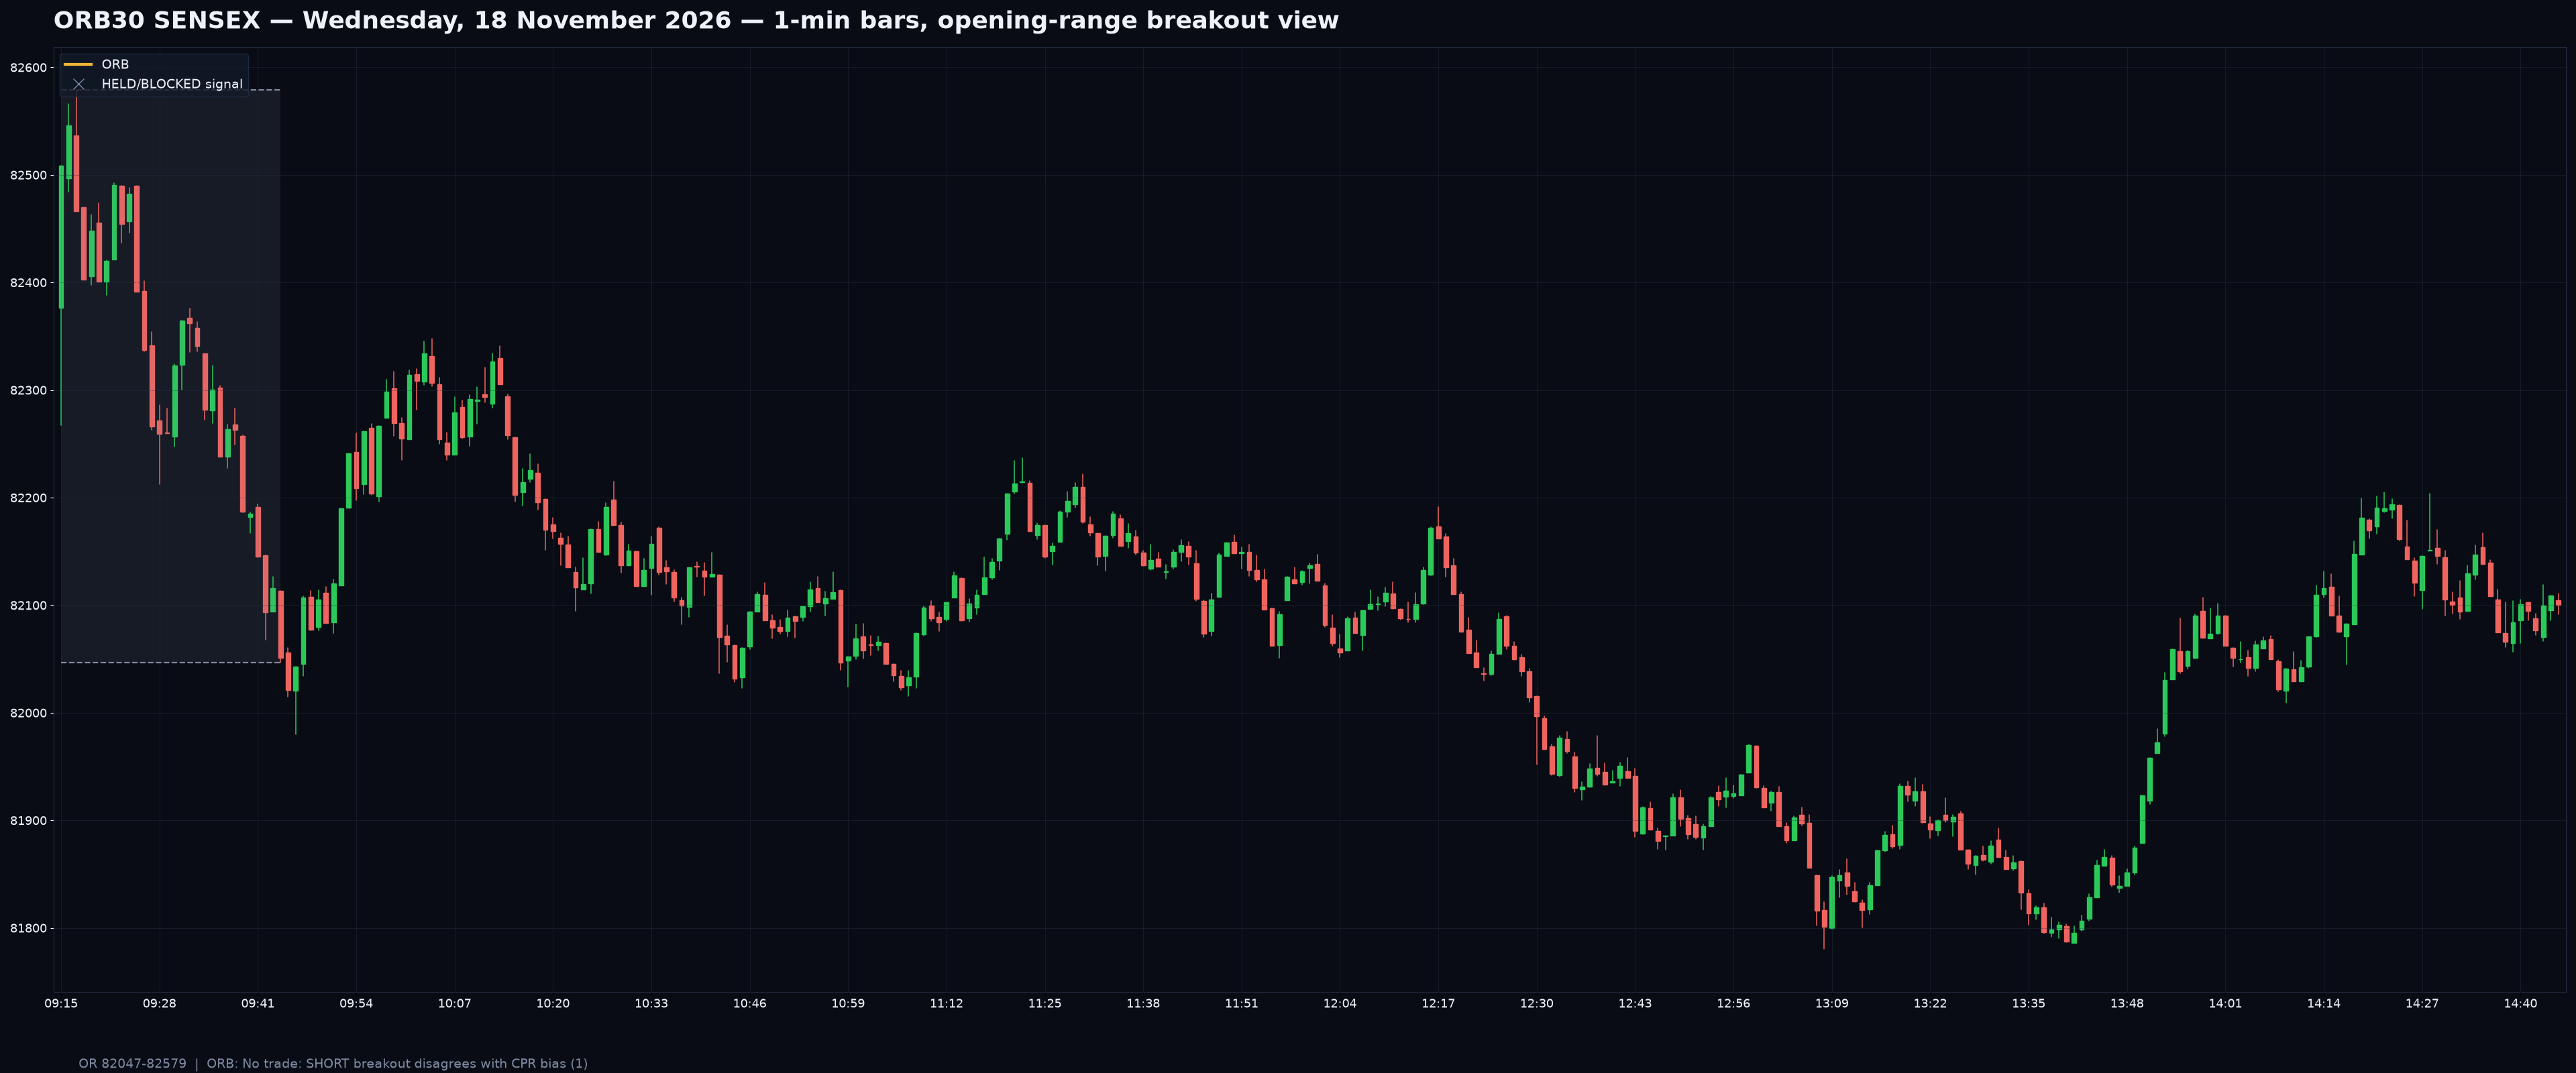 ORB30 SENSEX — Wednesday, 18 November 2026 — 1-min bars, opening-range breakout view
ORB
HELD/BLOCKED signal
82600
82500
82400
82300
82200
82100
82000
81900
81800
09:15 09:28 09:41 09:54 10:07 10:20 10:33 10:46 10:59 11:12 11:25 11:38 11:51 12:04 12:17 12:30 12:43 12:56 13:09 13:22 13:35 13:48 14:01 14:14 14:27 14:40
OR 82047-82579 | ORB: No trade: SHORT breakout disagrees with CPR bias (1)